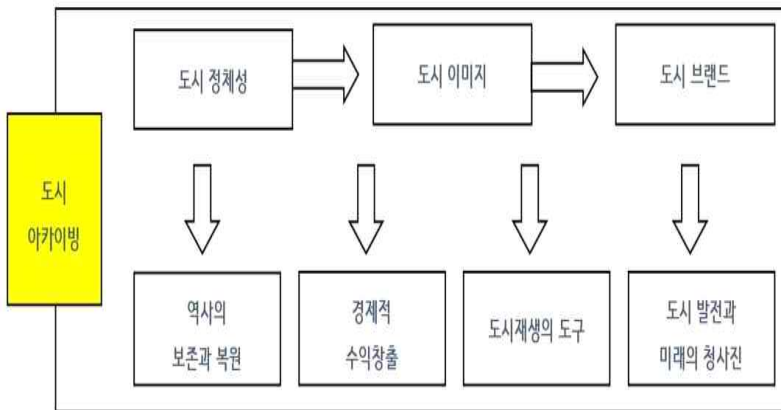 도시 정체성
도시 이미지
도시 브랜드
도시
아카이빙
역사의
보존과 복원
경제적
수익창출
도시재생의 도구
도시 발전과
미래의 청사진